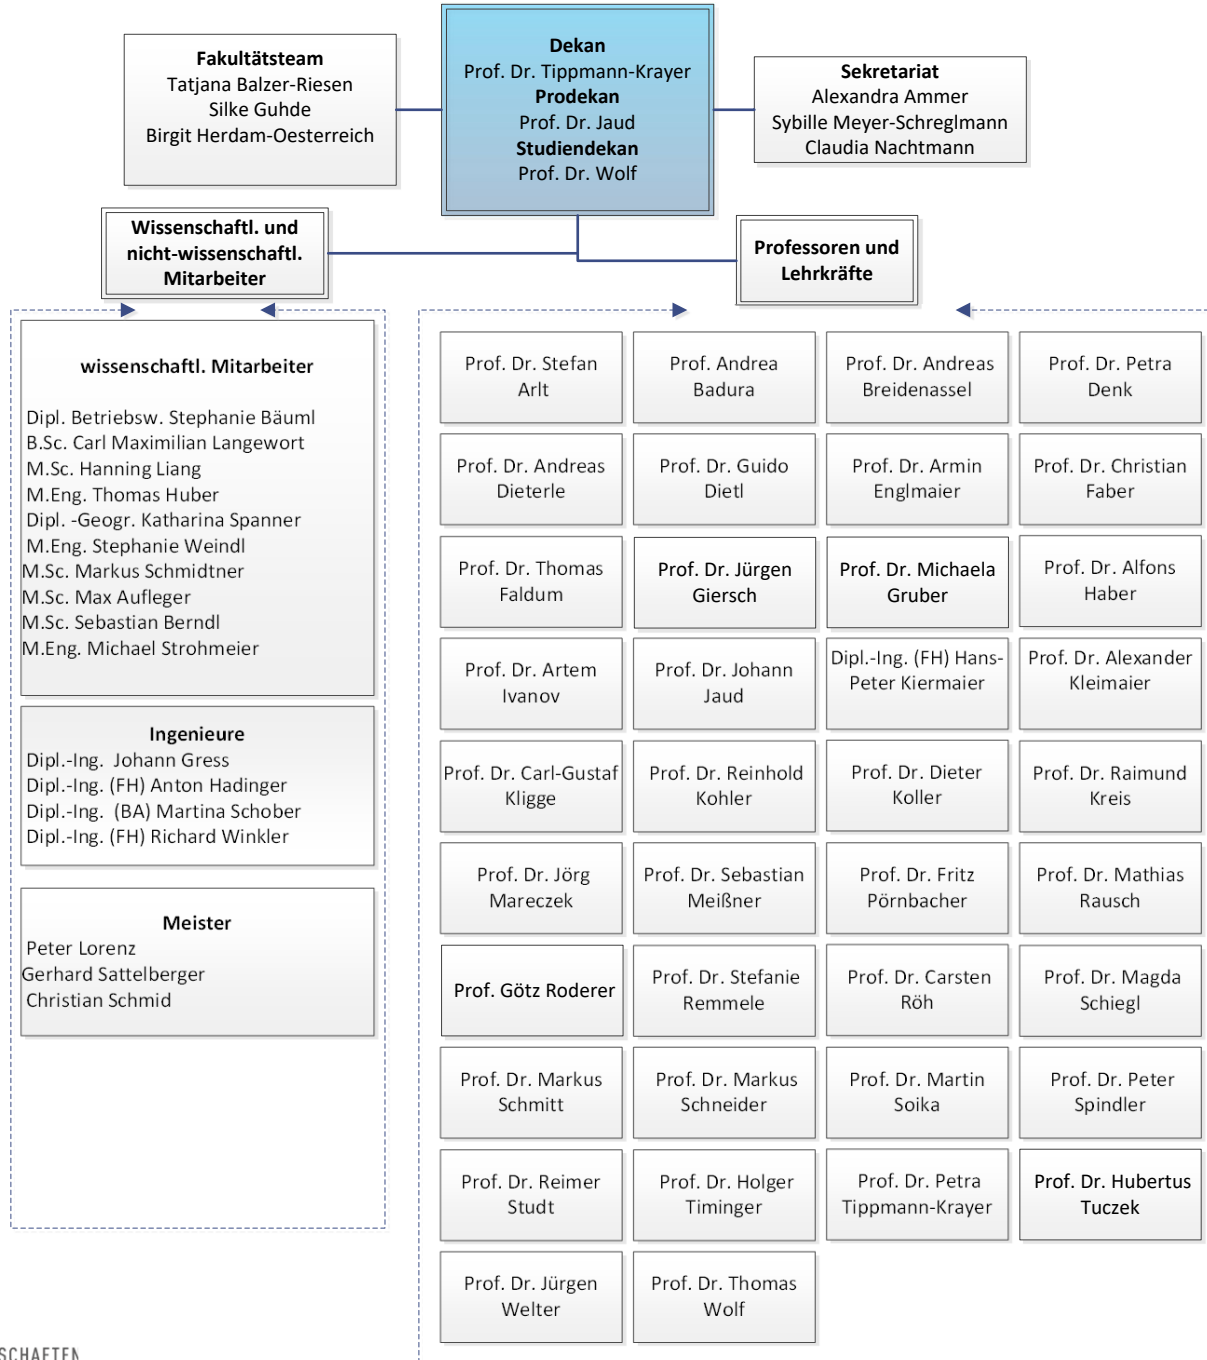 Fakultätsteam
Tatjana Balzer-Riesen
Silke Guhde
Birgit Herdam-Oesterreich
Dekan
Prof. Dr. Tippmann-Krayer
Prodekan
Prof. Dr. Jaud
Studiendekan
Prof. Dr. Wolf
Sekretariat
Alexandra Ammer
Sybille Meyer-Schreglmann
Claudia Nachtmann
Wissenschaftl. und
nicht-wissenschaftl.
Mitarbeiter
Professoren und
Lehrkräfte
wissenschaftl. Mitarbeiter
Dipl. Betriebsw. Stephanie Bäuml
B.Sc. Carl Maximilian Langewort
M.Sc. Hanning Liang
M.Eng. Thomas Huber
Dipl. -Geogr. Katharina Spanner
M.Eng. Stephanie Weindl
M.Sc. Markus Schmidtner
M.Sc. Max Aufleger
M.Sc. Sebastian Berndl
M.Eng. Michael Strohmeier
Ingenieure
Dipl.-Ing. Johann Gress
Dipl.-Ing. (FH) Anton Hadinger
Dipl.-Ing. (BA) Martina Schober
Dipl.-Ing. (FH) Richard Winkler
Meister
Peter Lorenz
Gerhard Sattelberger
Christian Schmid
Prof. Dr. Stefan
Arlt
Prof. Andrea
Badura
Prof. Dr. Andreas
Breidenassel
Prof. Dr. Petra
Denk
Prof. Dr. Andreas
Dieterle
Prof. Dr. Guido
Dietl
Prof. Dr. Armin
Englmaier
Prof. Dr. Christian
Faber
Prof. Dr. Thomas
Faldum
Prof. Dr. Jürgen
Giersch
Prof. Dr. Michaela
Gruber
Prof. Dr. Alfons
Haber
Prof. Dr. Artem
Ivanov
Prof. Dr. Johann
Jaud
Dipl.-Ing. (FH) Hans-
Peter Kiermaier
Prof. Dr. Alexander
Kleimaier
Prof. Dr. Carl-Gustaf
Kligge
Prof. Dr. Reinhold
Kohler
Prof. Dr. Dieter
Koller
Prof. Dr. Raimund
Kreis
Prof. Dr. Jörg
Mareczek
Prof. Dr. Sebastian
Meißner
Prof. Dr. Fritz
Pörnbacher
Prof. Dr. Mathias
Rausch
Prof. Götz Roderer
Prof. Dr. Stefanie
Remmele
Prof. Dr. Carsten
Röh
Prof. Dr. Magda
Schiegl
Prof. Dr. Markus
Schmitt
Prof. Dr. Markus
Schneider
Prof. Dr. Martin
Soika
Prof. Dr. Peter
Spindler
Prof. Dr. Reimer
Studt
Prof. Dr. Holger
Timinger
Prof. Dr. Petra
Tippmann-Krayer
Prof. Dr. Hubertus
Tuczek
Prof. Dr. Jürgen
Welter
Prof. Dr. Thomas
Wolf